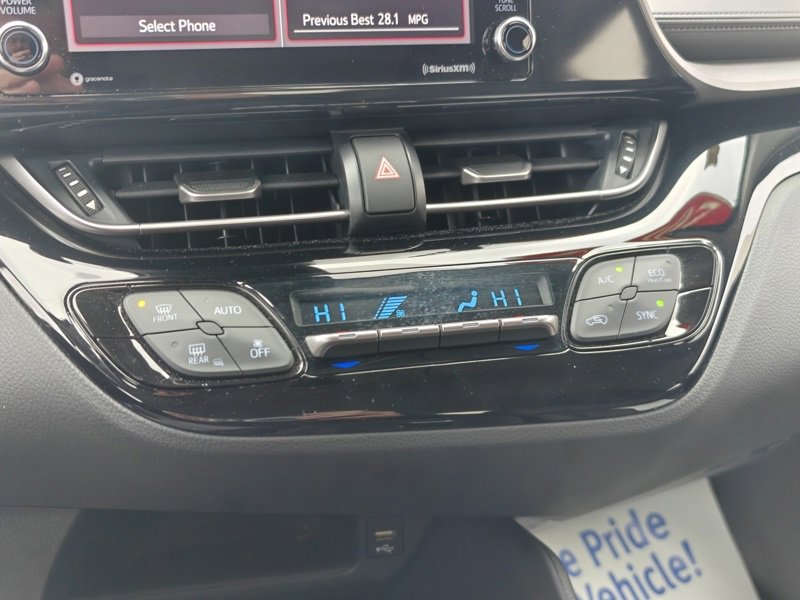 POWER
VOLUME
Select Phone
Previous Best 28.1 MPG
TUNE
SCROLL
gracenote
SiriusXM
HI
HI
FRONT
AUTO
REAR
OFF
A/C
ECO
SYNC
e Pride
Vehicle!